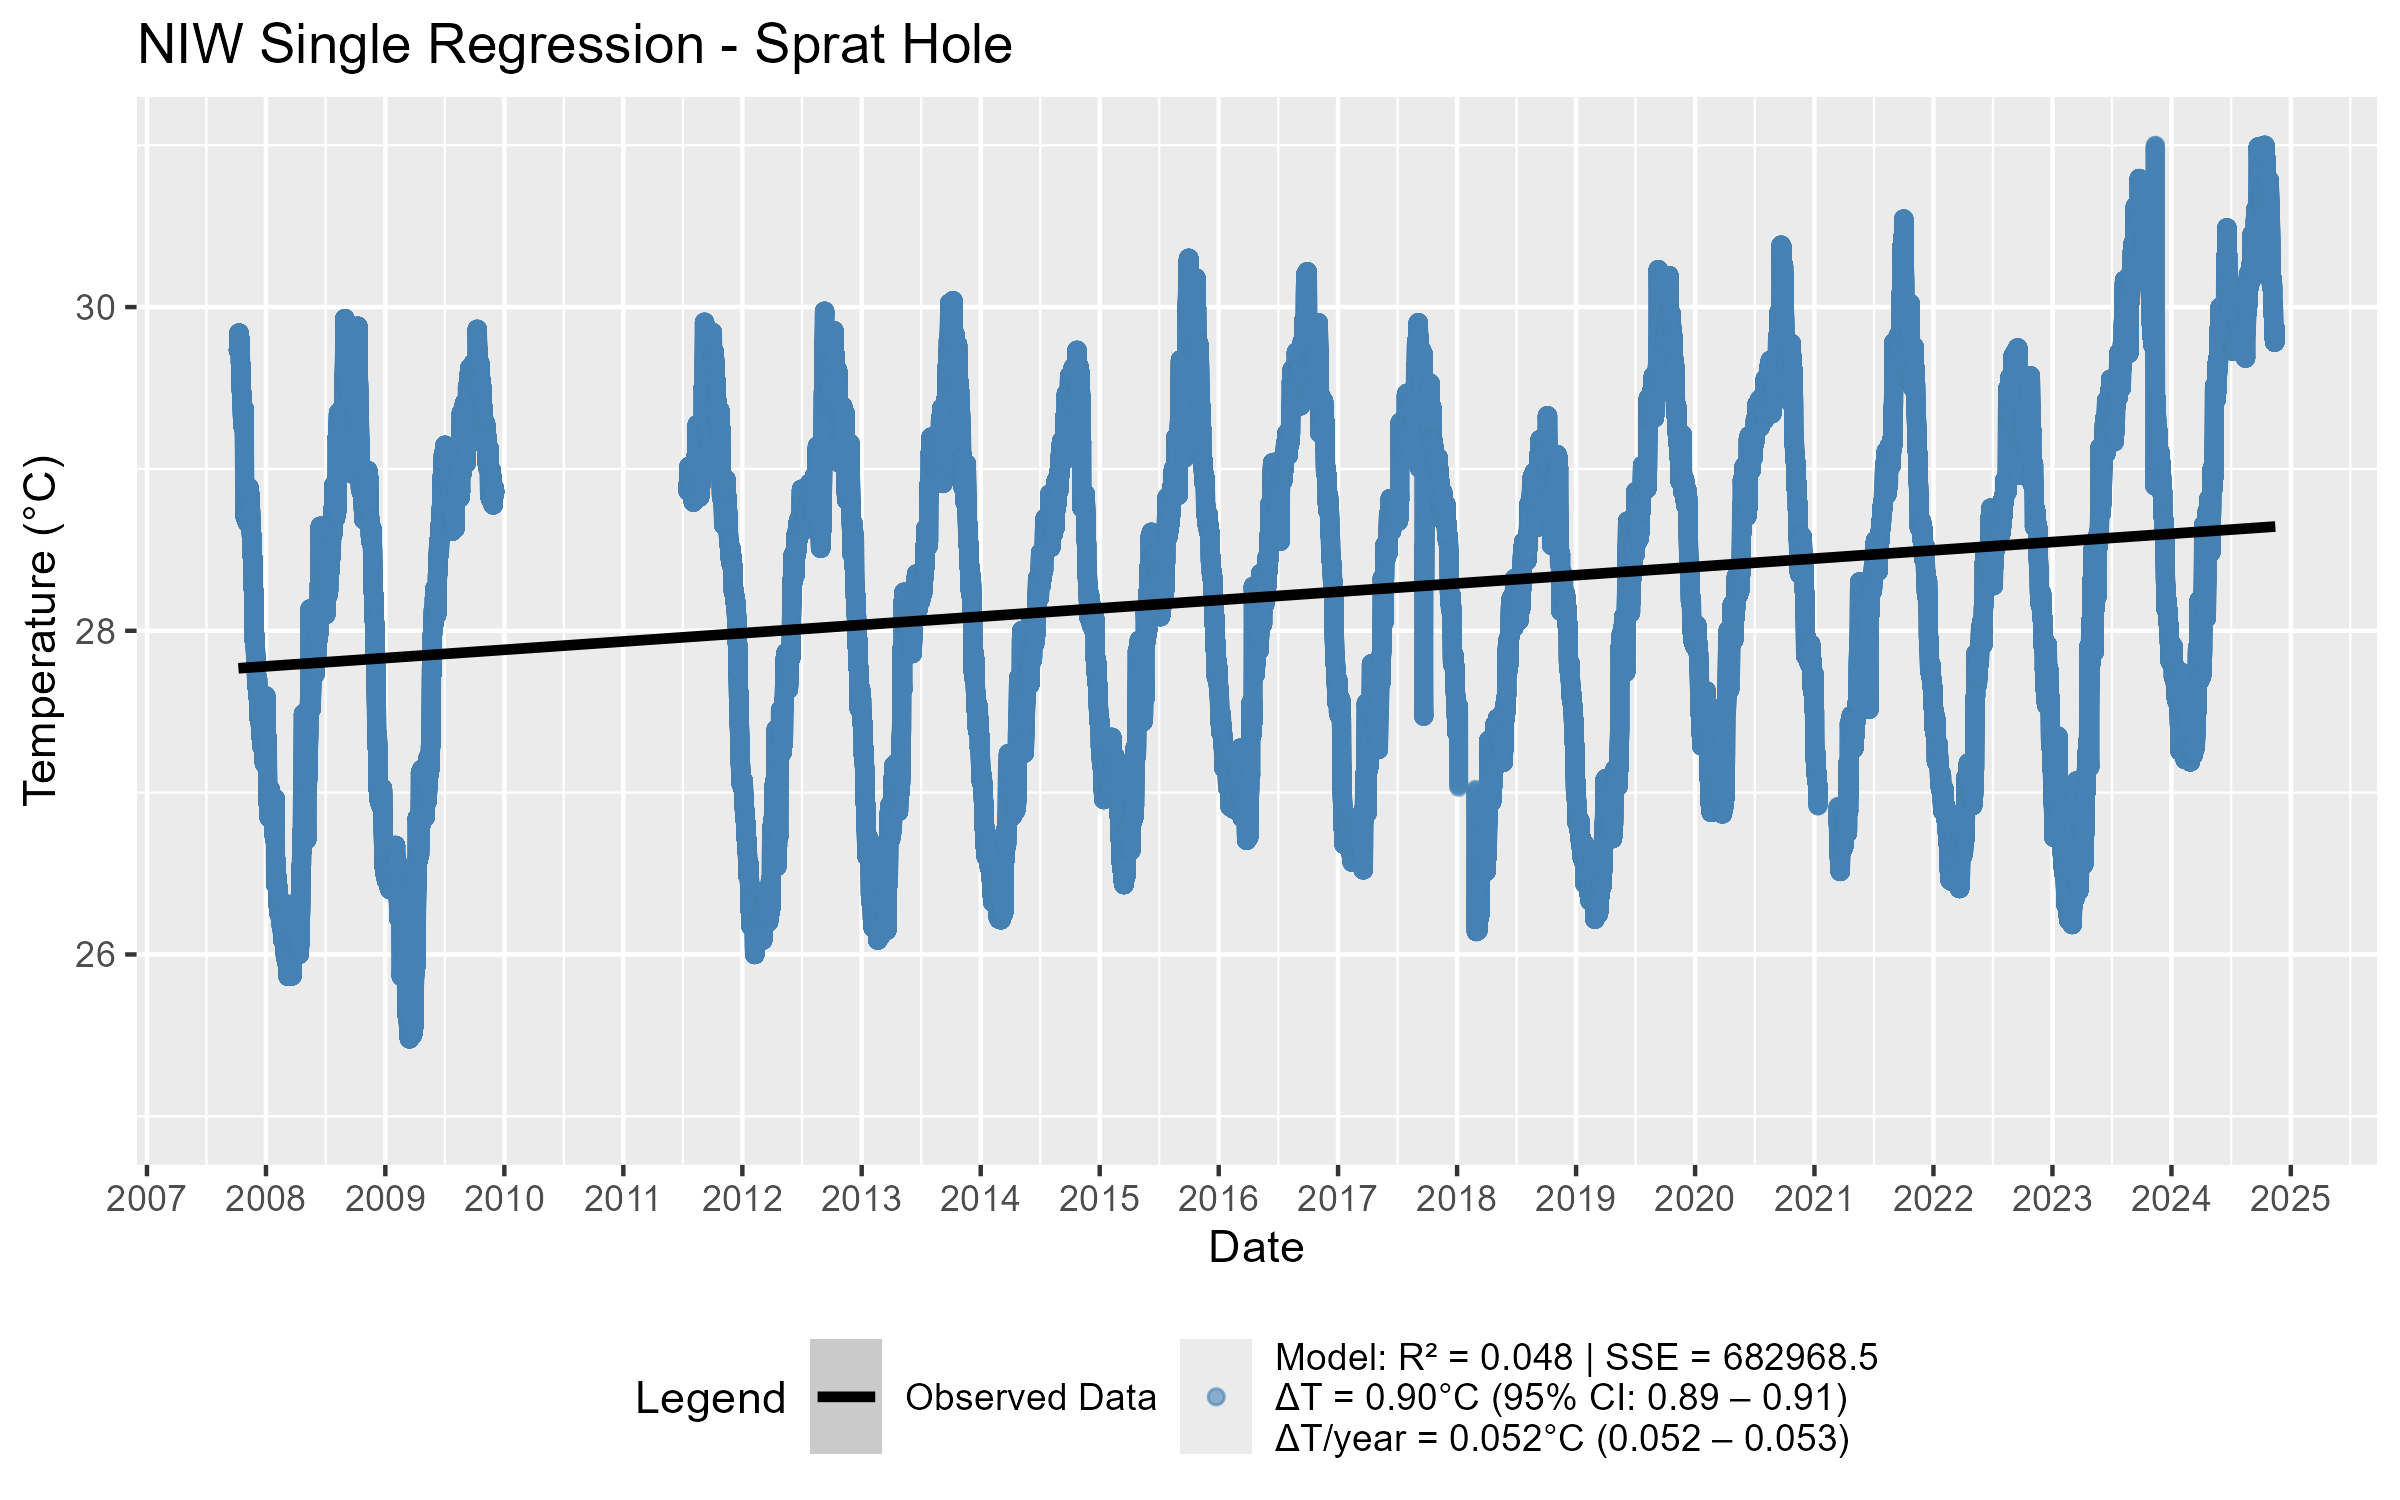 NIW Single Regression - Sprat Hole
Temperature (°C)
30
28
26
2007 2008 2009 2010 2011 2012 2013 2014 2015 2016 2017 2018 2019 2020 2021 2022 2023 2024 2025
Date
Legend
Observed Data
Model: R² = 0.048 | SSE = 682968.5
ΔT = 0.90°C (95% CI: 0.89 – 0.91)
ΔT/year = 0.052°C (0.052 – 0.053)